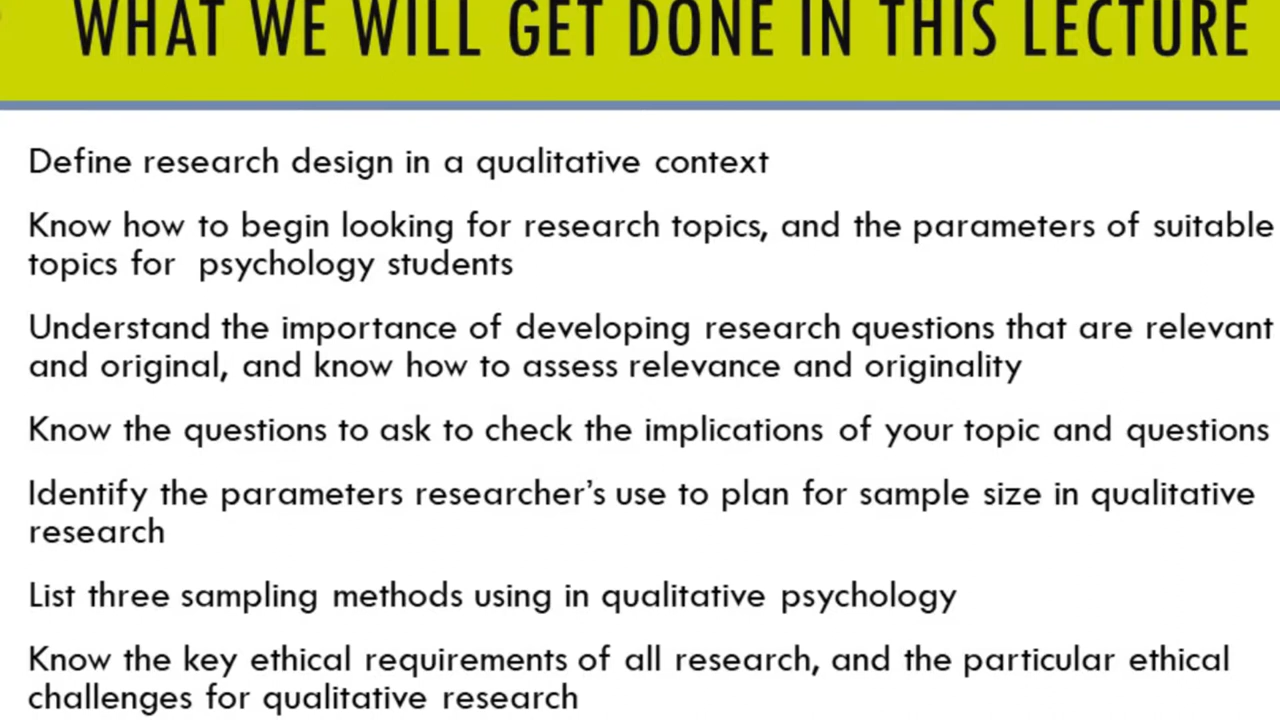 WHAT WE WILL GET DONE IN THIS LECTURE
Define research design in a qualitative context
Know how to begin looking for research topics, and the parameters of suitable
topics for  psychology students
Understand the importance of developing research questions that are relevant
and original, and know how to assess relevance and originality
Know the questions to ask to check the implications of your topic and questions
Identify the parameters researcher’s use to plan for sample size in qualitative
research
List three sampling methods using in qualitative psychology
Know the key ethical requirements of all research, and the particular ethical
challenges for qualitative research